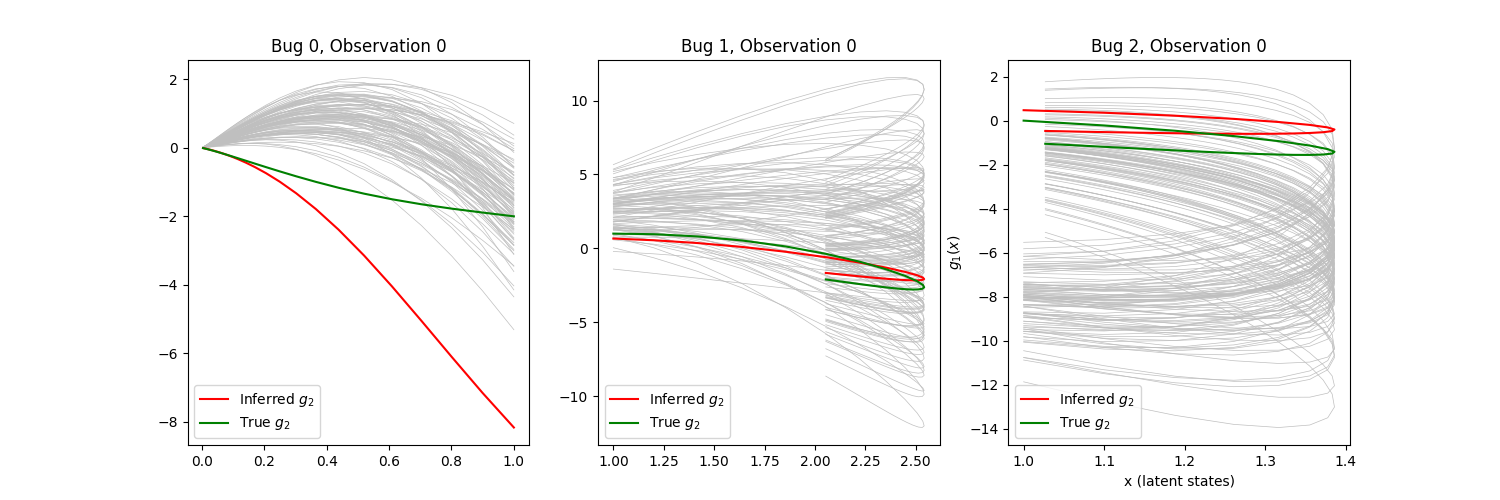 Bug 0, Observation 0
2
0
−2
−4
−6
−8
0.0 0.2 0.4 0.6 0.8 1.0
Inferred g₂
True g₂
Bug 1, Observation 0
10
5
0
−5
−10
1.00 1.25 1.50 1.75 2.00 2.25 2.50
Inferred g₂
True g₂
Bug 2, Observation 0
g₁(x)
2
0
−2
−4
−6
−8
−10
−12
−14
1.0 1.1 1.2 1.3 1.4
x (latent states)
Inferred g₂
True g₂